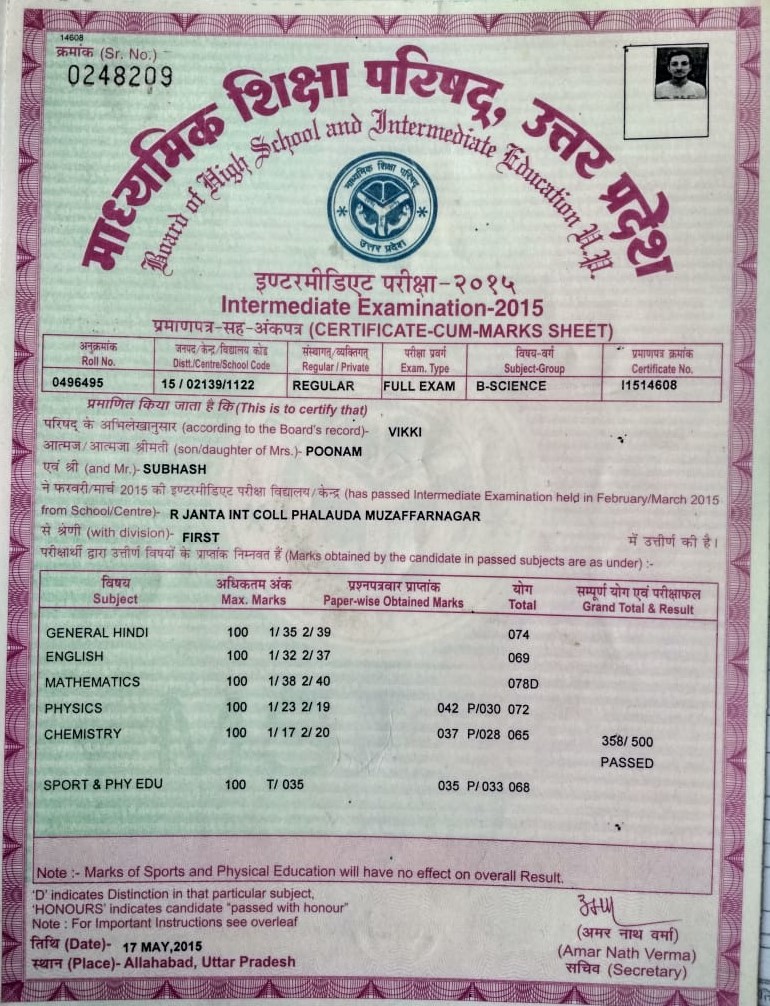 14608
क्रमांक (Sr. No.)
0248209
माध्यमिक शिक्षा परिषद्, उत्तर प्रदेश
Board of High School and Intermediate Education U.P.
माध्यमिक शिक्षा परिषद
उत्तर प्रदेश
इण्टरमीडिएट परीक्षा-२०१५
Intermediate Examination-2015
प्रमाणपत्र-सह-अंकपत्र (CERTIFICATE-CUM-MARKS SHEET)
अनुक्रमांक जनपद/केन्द्र/विद्यालय कोड संस्थागत/व्यक्तिगत परीक्षा प्रवर्ग विषय-वर्ग प्रमाणपत्र क्रमांक
Roll No. Distt./Centre/School Code Regular / Private Exam. Type Subject-Group Certificate No.
0496495 15 / 02139/1122 REGULAR FULL EXAM B-SCIENCE I1514608
प्रमाणित किया जाता है कि (This is to certify that)
परिषद् के अभिलेखानुसार (according to the Board's record)- VIKKI
आत्मज/आत्मजा श्रीमती (son/daughter of Mrs.)- POONAM
एवं श्री (and Mr.)- SUBHASH
ने फरवरी/मार्च 2015 की इण्टरमीडिएट परीक्षा विद्यालय/केन्द्र (has passed Intermediate Examination held in February/March 2015
from School/Centre)- R JANTA INT COLL PHALAUDA MUZAFFARNAGAR
से श्रेणी (with division)- FIRST में उत्तीर्ण की है।
परीक्षार्थी द्वारा उत्तीर्ण विषयों के प्राप्तांक निम्नवत हैं (Marks obtained by the candidate in passed subjects are as under) :-
विषय अधिकतम अंक प्रश्नपत्रवार प्राप्तांक योग सम्पूर्ण योग एवं परीक्षाफल
Subject Max. Marks Paper-wise Obtained Marks Total Grand Total & Result
GENERAL HINDI 100 1/ 35 2/ 39 074
ENGLISH 100 1/ 32 2/ 37 069
MATHEMATICS 100 1/ 38 2/ 40 078D
PHYSICS 100 1/ 23 2/ 19 042 P/030 072
CHEMISTRY 100 1/ 17 2/ 20 037 P/028 065
358/ 500
PASSED
SPORT & PHY EDU 100 T/ 035 035 P/ 033 068
Note :- Marks of Sports and Physical Education will have no effect on overall Result.
'D' indicates Distinction in that particular subject,
'HONOURS' indicates candidate "passed with honour"
Note : For Important Instructions see overleaf
तिथि (Date)- 17 MAY,2015
स्थान (Place)- Allahabad, Uttar Pradesh
(अमर नाथ वर्मा)
(Amar Nath Verma)
सचिव (Secretary)